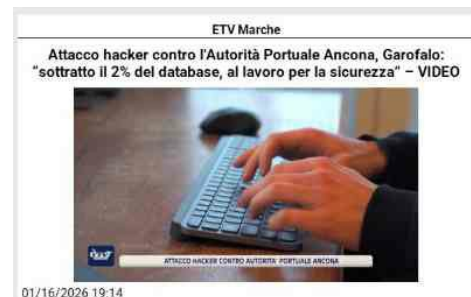 ETV Marche
Attacco hacker contro l'Autorità Portuale Ancona, Garofalo:
"sottratto il 2% del database, al lavoro per la sicurezza" – VIDEO
ATTACCO HACKER CONTRO AUTORITA' PORTUALE ANCONA
01/16/2026 19:14